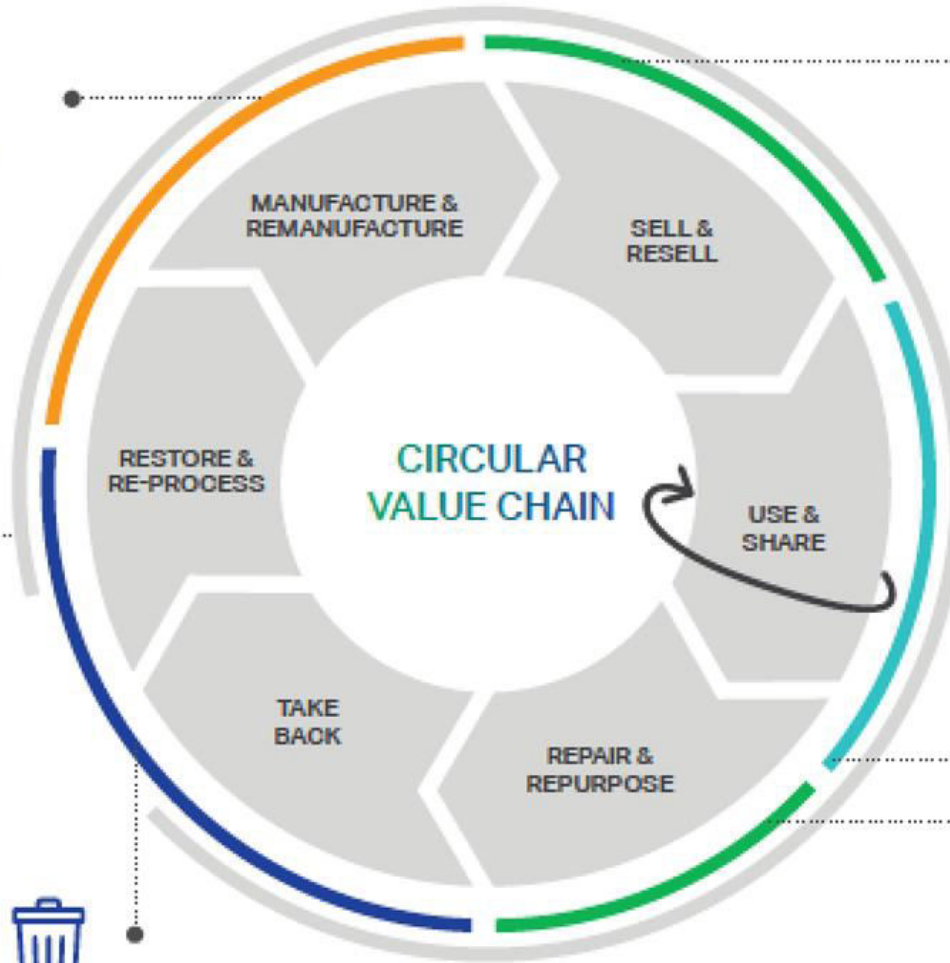 MANUFACTURE &
REMANUFACTURE
SELL &
RESELL
RESTORE &
RE-PROCESS
CIRCULAR
VALUE CHAIN
USE &
SHARE
TAKE
BACK
REPAIR &
REPURPOSE